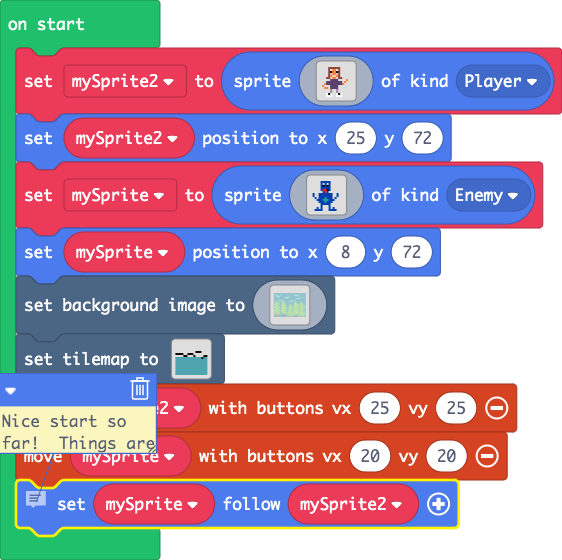 on start
set mySprite2 to sprite of kind Player
set mySprite2 position to x 25 y 72
set mySprite to sprite of kind Enemy
set mySprite position to x 8 y 72
set background image to
set tilemap to
e2 with buttons vx 25 vy 25
Nice start so
far! Things are
move mySprite with buttons vx 20 vy 20
set mySprite follow mySprite2